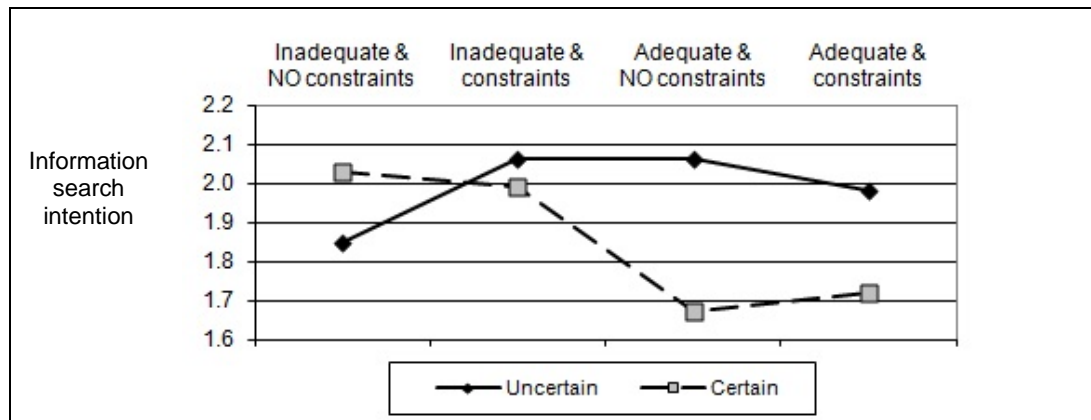 Inadequate & NO constraints
Inadequate & constraints
Adequate & NO constraints
Adequate & constraints
Information
search
intention
2.2
2.1
2.0
1.9
1.8
1.7
1.6
Uncertain
Certain